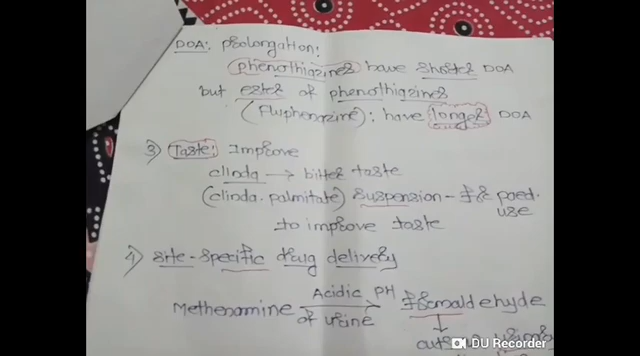 DOA: prolongation:
phenothiazines have shorter DOA
but ester of phenothiazines
(Fluphenazine): have longer DOA
3) Taste: Improve
clinda → bitter taste
(clinda. palmitate) suspension - for paed.
use
to improve taste
4) site-specific drug delivery
Methenamine Acidic pH of urine → formaldehyde
↓
DU Recorder